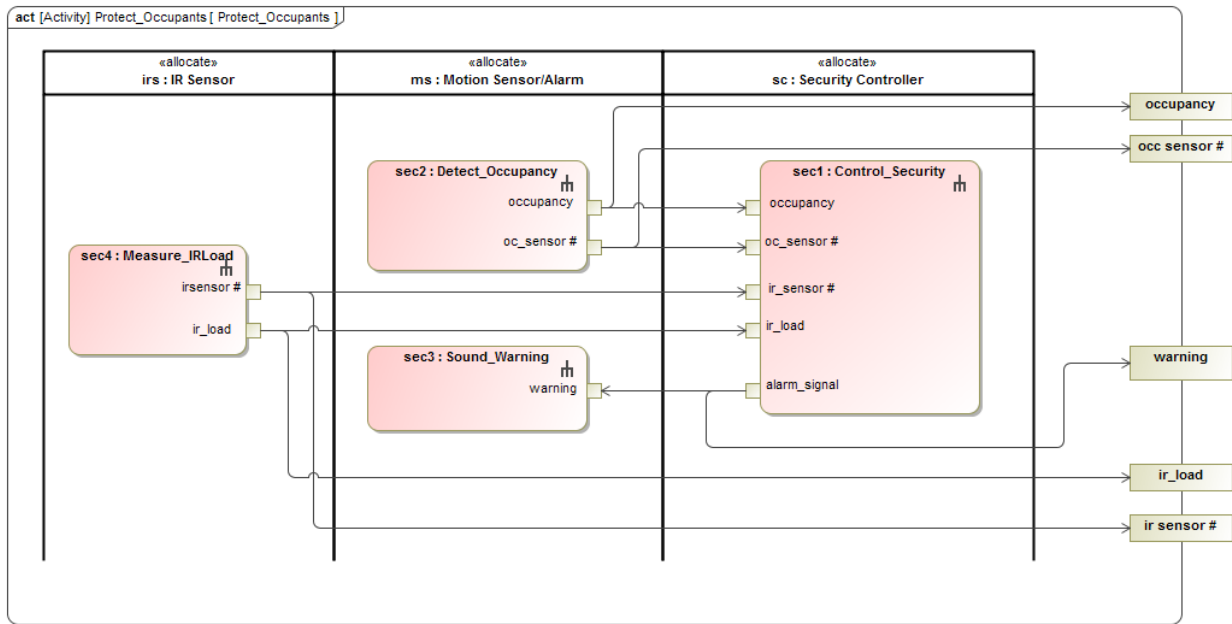 act [Activity] Protect_Occupants [ Protect_Occupants ]
«allocate»
irs : IR Sensor
«allocate»
ms : Motion Sensor/Alarm
«allocate»
sc : Security Controller
sec4 : Measure_IRLoad
irsensor #
ir_load
sec2 : Detect_Occupancy
occupancy
oc_sensor #
sec3 : Sound_Warning
warning
sec1 : Control_Security
occupancy
oc_sensor #
ir_sensor #
ir_load
alarm_signal
occupancy
occ sensor #
warning
ir_load
ir sensor #